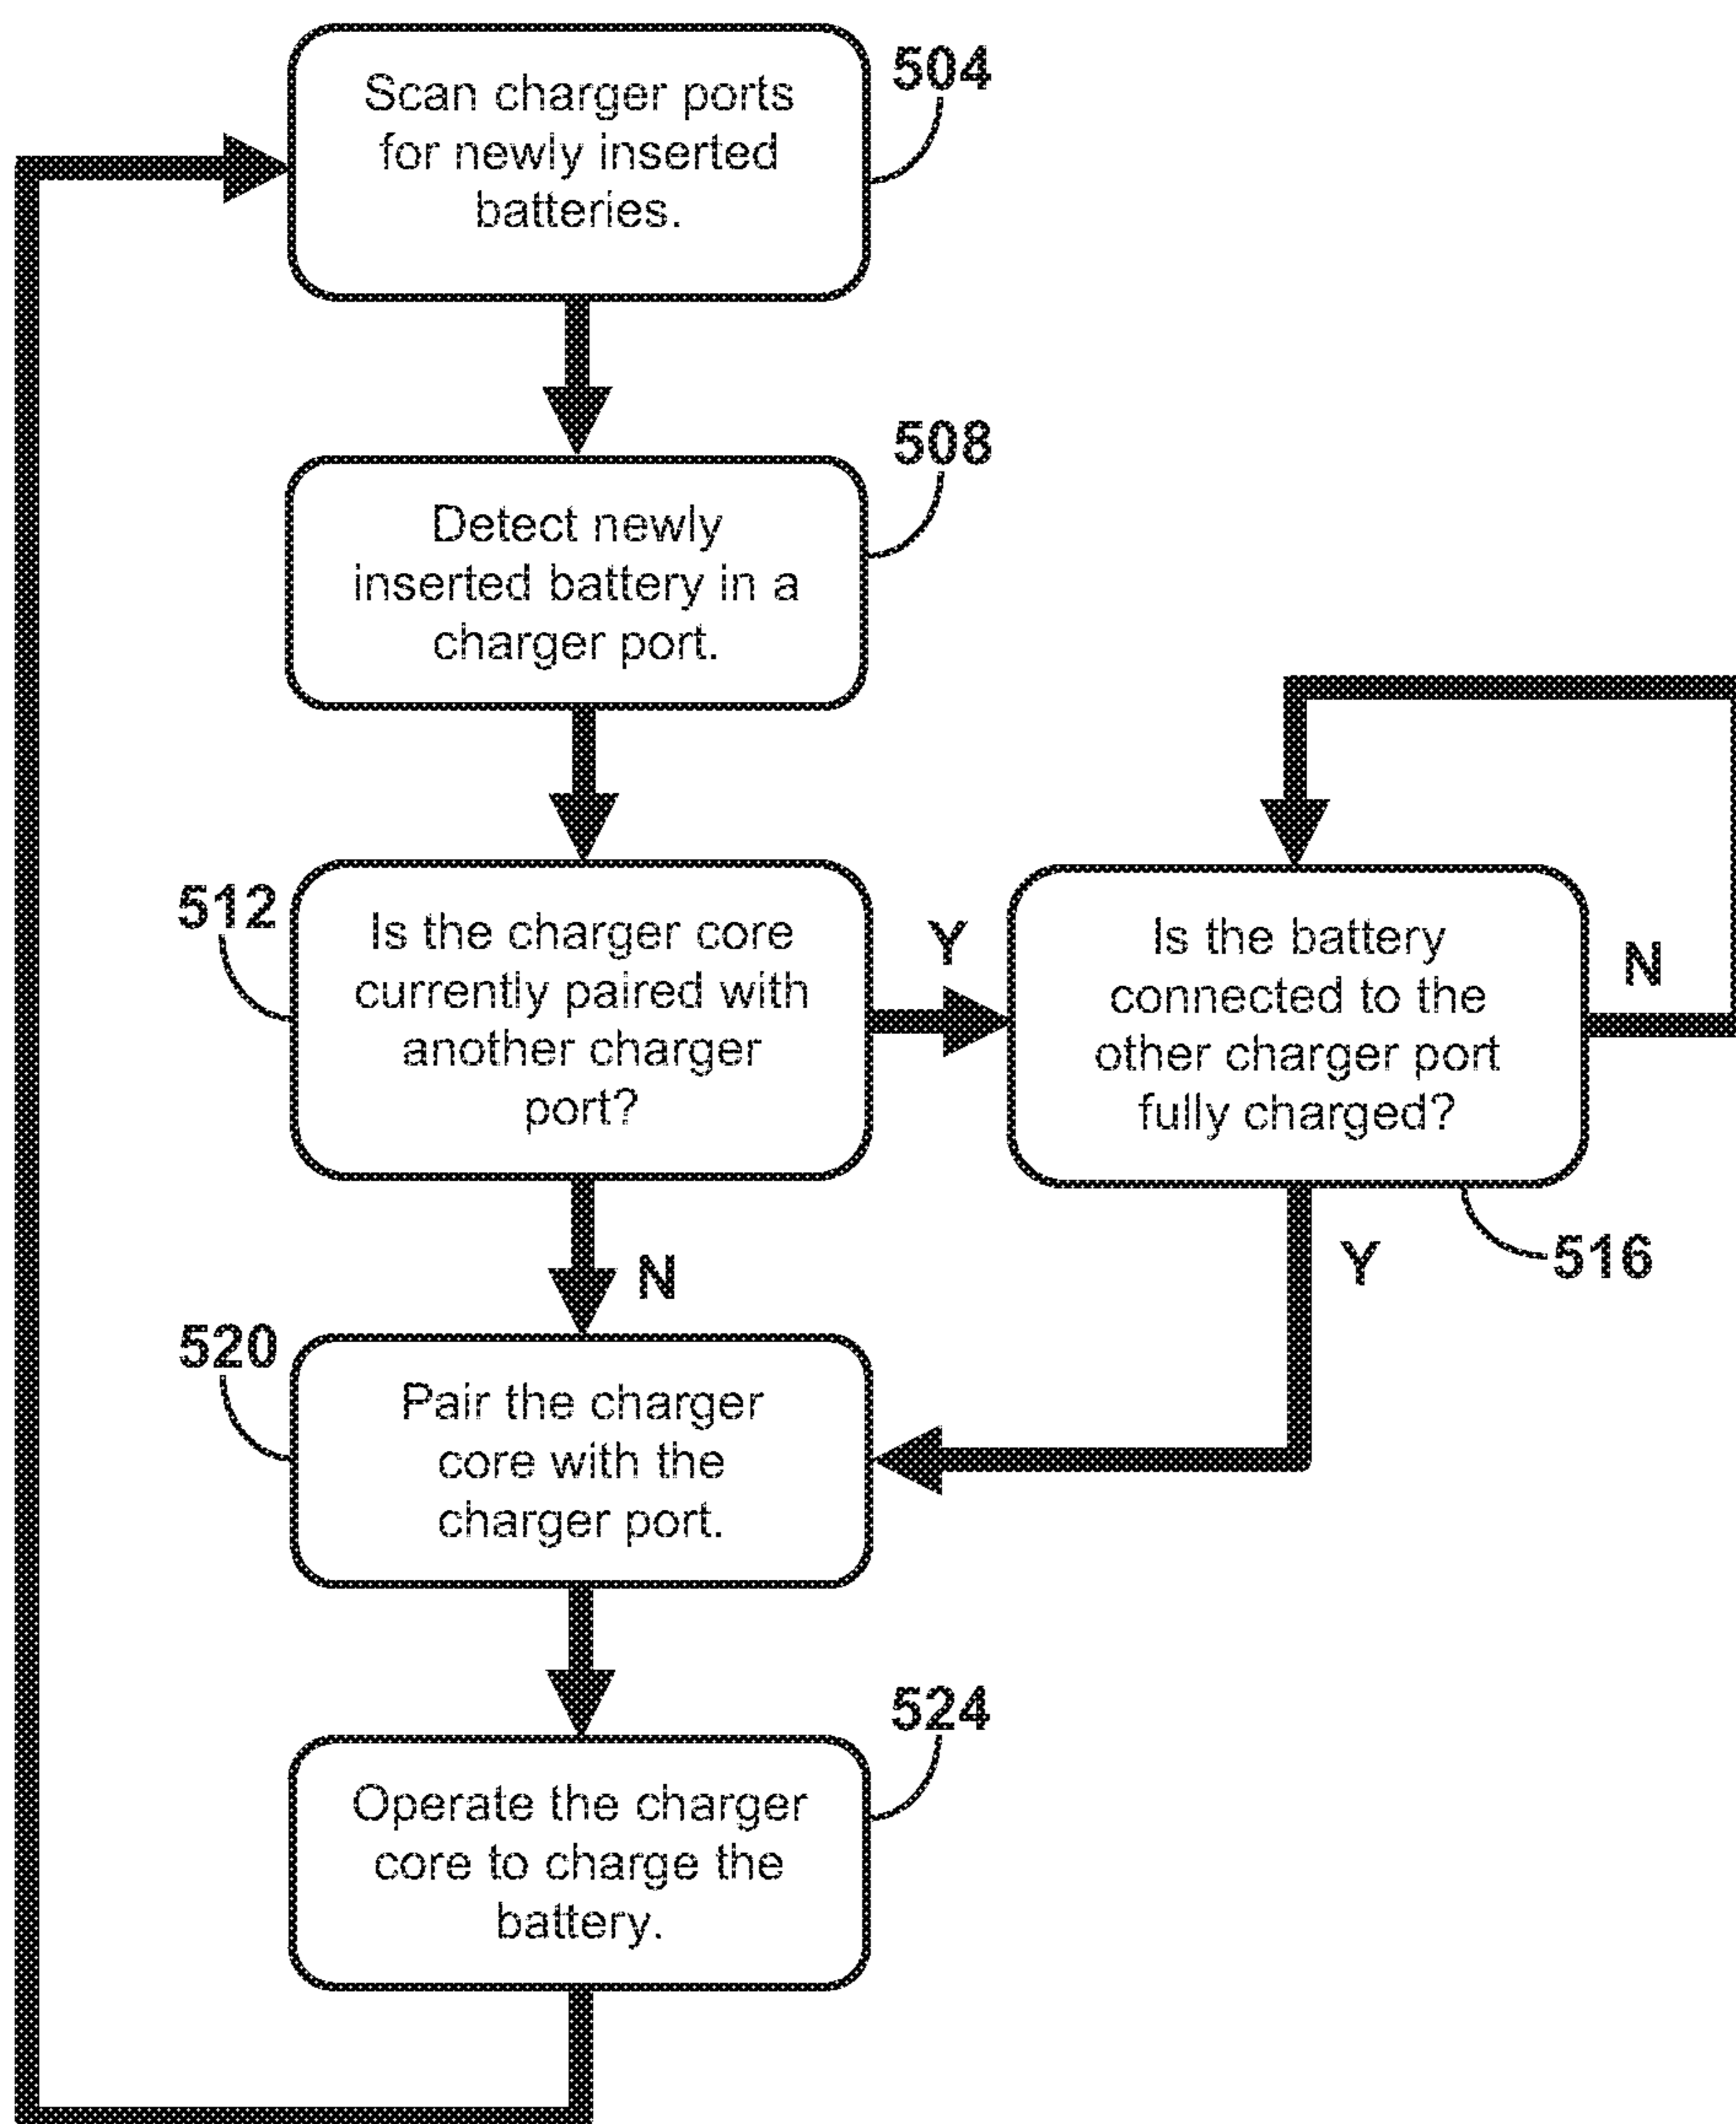 504
Scan charger ports
for newly inserted
batteries.
508
Detect newly
inserted battery in a
charger port.
512
Is the charger core
currently paired with
another charger
port?
Y
N
Is the battery
connected to the
other charger port
fully charged?
N
Y
516
520
Pair the charger
core with the
charger port.
524
Operate the charger
core to charge the
battery.